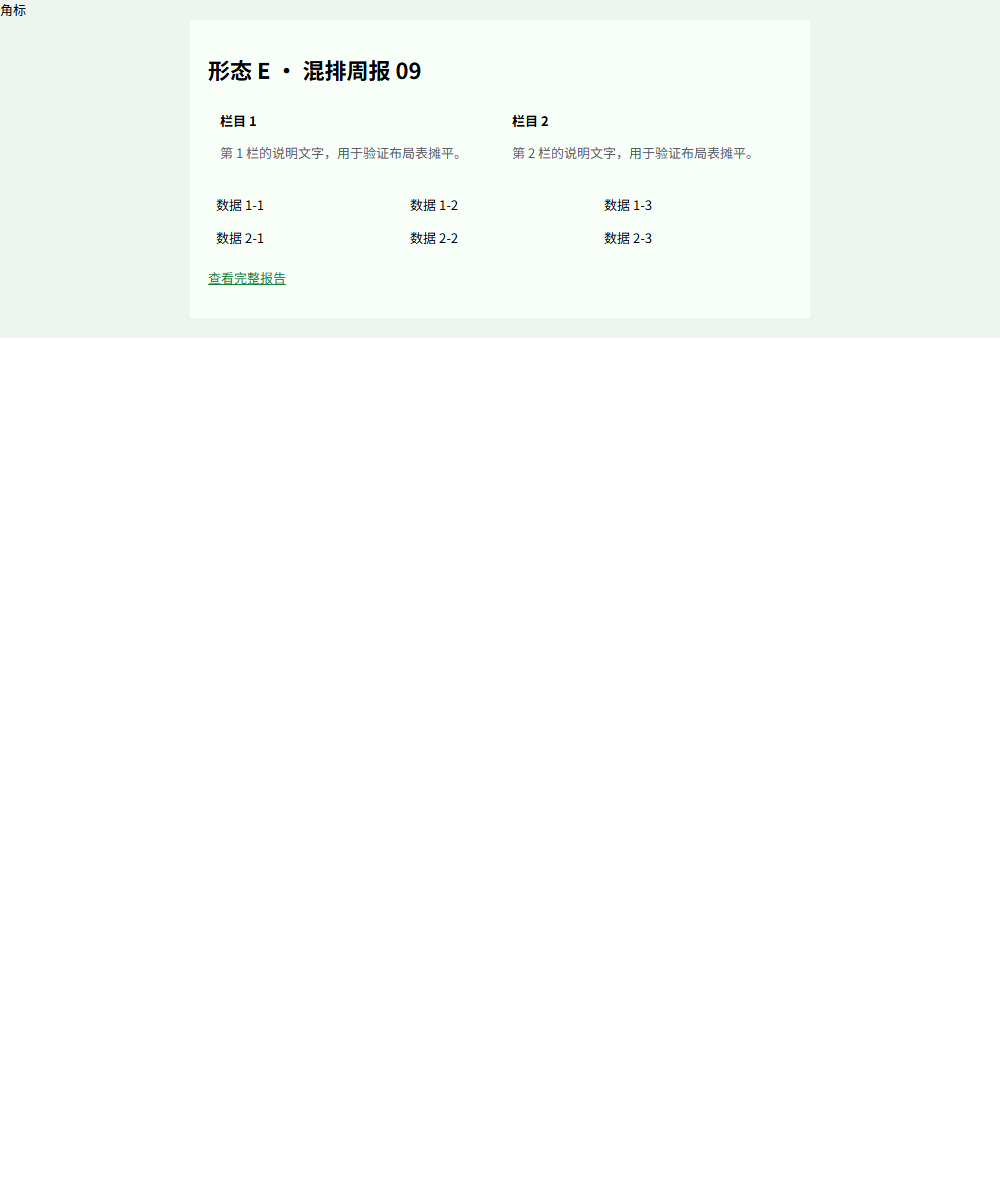 角标
形态 E · 混排周报 09
栏目 1 栏目 2
第 1 栏的说明文字，用于验证布局表摊平。 第 2 栏的说明文字，用于验证布局表摊平。
数据 1-1 数据 1-2 数据 1-3
数据 2-1 数据 2-2 数据 2-3
查看完整报告